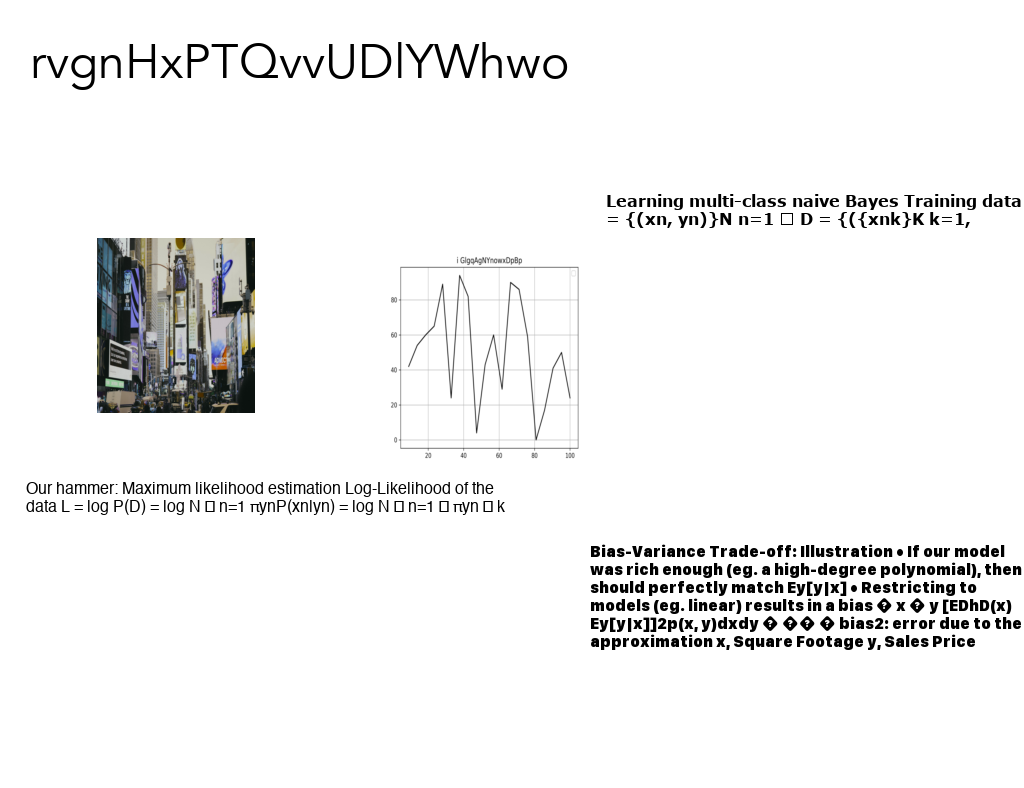 rvgnHxPTQvvUDlYWhwo
Learning multi-class naive Bayes Training data
= {(xn, yn)}N n=1 □ D = {({xnk}K k=1,
i GlgqAgNYnowxDpBp
80
60
40
20
0
20 40 60 80 100
Our hammer: Maximum likelihood estimation Log-Likelihood of the
data L = log P(D) = log N □ n=1 πynP(xn|yn) = log N □ n=1 □ πyn □ k
Bias-Variance Trade-off: Illustration • If our model
was rich enough (eg. a high-degree polynomial), then
should perfectly match Ey[y|x] • Restricting to
models (eg. linear) results in a bias � x � y [EDhD(x)
Ey[y|x]]2p(x, y)dxdy � �� � bias2: error due to the
approximation x, Square Footage y, Sales Price